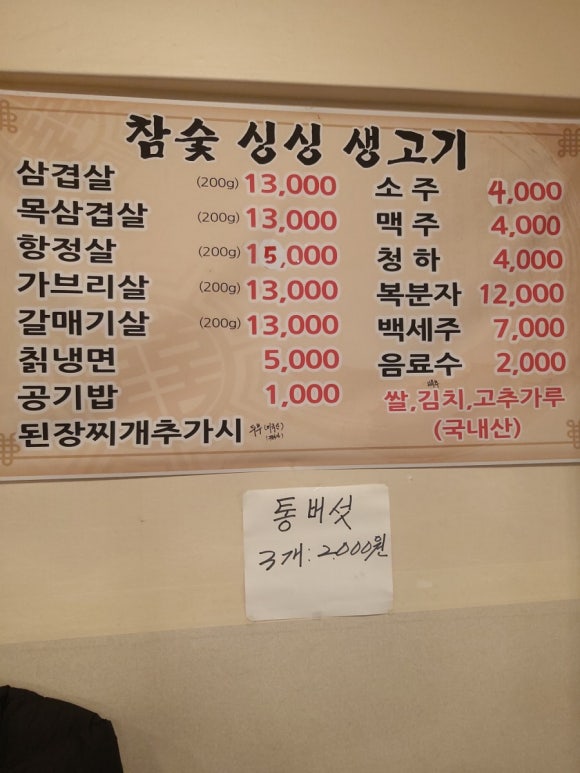 참숯 싱싱 생고기
삼겹살 (200g) 13,000
목삼겹살 (200g) 13,000
항정살 (200g) 15,000
가브리살 (200g) 13,000
갈매기살 (200g) 13,000
칡냉면 5,000
공기밥 1,000
된장찌개추가시
소 주 4,000
맥 주 4,000
청 하 4,000
복분자 12,000
백세주 7,000
음료수 2,000
쌀,김치,고추가루
(국내산)
통 버섯
3개: 2.000원